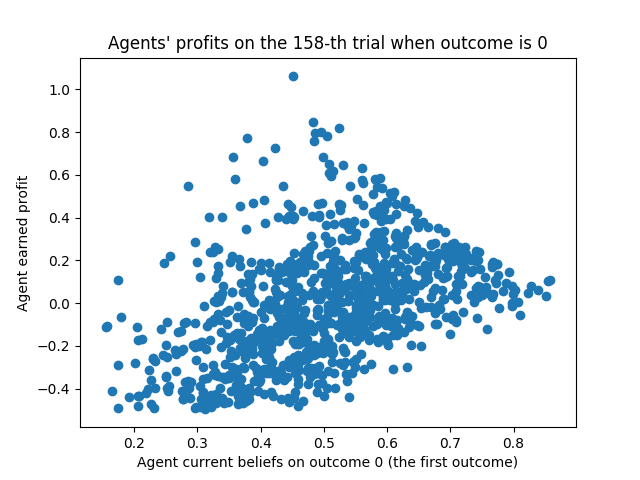 Agents' profits on the 158-th trial when outcome is 0
1.0
0.8
0.6
0.4
0.2
0.0
−0.2
−0.4
Agent earned profit
0.2 0.3 0.4 0.5 0.6 0.7 0.8
Agent current beliefs on outcome 0 (the first outcome)